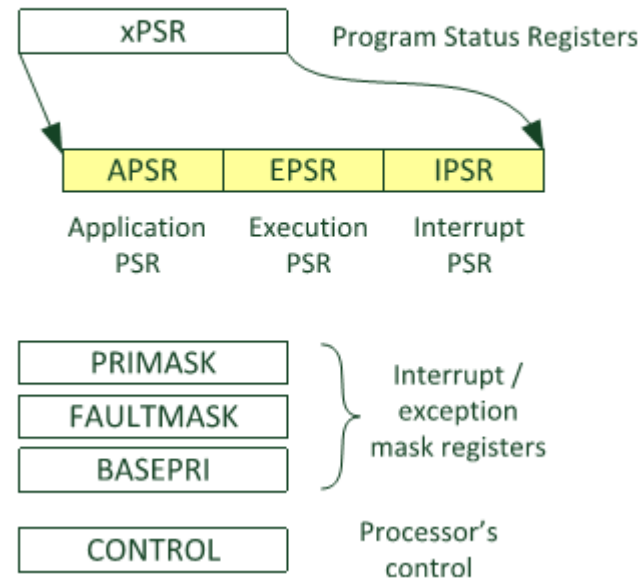 xPSR
Program Status Registers
APSR
EPSR
IPSR
Application
PSR
Execution
PSR
Interrupt
PSR
PRIMASK
FAULTMASK
BASEPRI
Interrupt /
exception
mask registers
CONTROL
Processor's
control